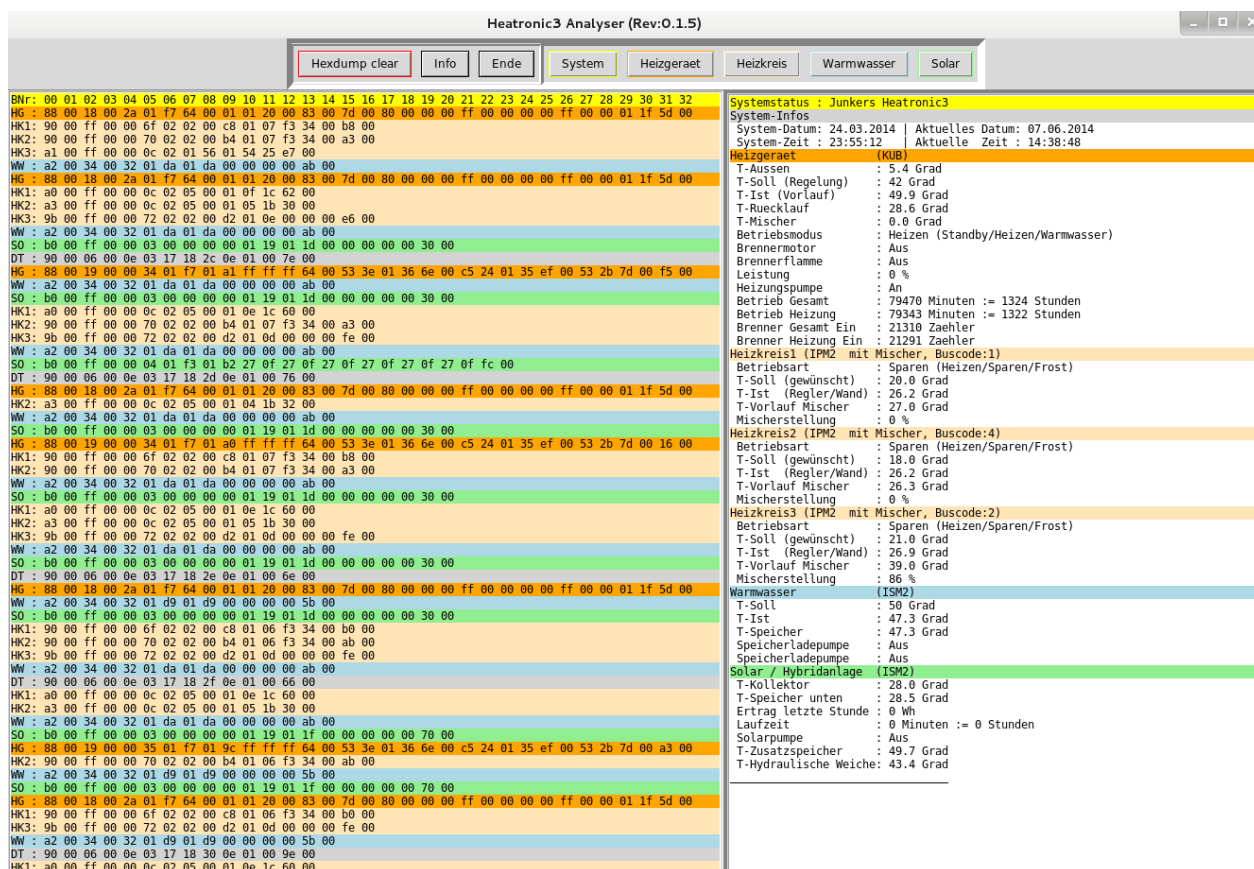 Heatronic3 Analyser (Rev:0.1.5)
Hexdump clear Info Ende System Heizgeraet Heizkreis Warmwasser Solar
BNr: 00 01 02 03 04 05 06 07 08 09 10 11 12 13 14 15 16 17 18 19 20 21 22 23 24 25 26 27 28 29 30 31 32
HG : 88 00 18 00 2a 01 f7 64 00 01 01 20 00 83 00 7d 00 80 00 00 00 ff 00 00 00 00 ff 00 00 01 1f 5d 00
HK1: 90 00 ff 00 00 6f 02 02 00 c8 01 07 f3 34 00 b8 00
HK2: 90 00 ff 00 00 70 02 02 00 b4 01 07 f3 34 00 a3 00
HK3: a1 00 ff 00 00 0c 02 01 56 01 54 25 e7 00
WW : a2 00 34 00 32 01 da 01 da 00 00 00 00 ab 00
HG : 88 00 18 00 2a 01 f7 64 00 01 01 20 00 83 00 7d 00 80 00 00 00 ff 00 00 00 00 ff 00 00 01 1f 5d 00
HK1: a0 00 ff 00 00 0c 02 05 00 01 0f 1c 62 00
HK2: a3 00 ff 00 00 0c 02 05 00 01 05 1b 30 00
HK3: 9b 00 ff 00 00 72 02 02 00 d2 01 0e 00 00 00 e6 00
WW : a2 00 34 00 32 01 da 01 da 00 00 00 00 ab 00
SO : b0 00 ff 00 00 03 00 00 00 00 01 19 01 1d 00 00 00 00 00 30 00
DT : 90 00 06 00 0e 03 17 18 2c 0e 01 00 7e 00
HG : 88 00 19 00 00 34 01 f7 01 a1 ff ff ff 64 00 53 3e 01 36 6e 00 c5 24 01 35 ef 00 53 2b 7d 00 f5 00
WW : a2 00 34 00 32 01 da 01 da 00 00 00 00 ab 00
SO : b0 00 ff 00 00 03 00 00 00 00 01 19 01 1d 00 00 00 00 00 30 00
HK1: a0 00 ff 00 00 0c 02 05 00 01 0e 1c 60 00
HK2: 90 00 ff 00 00 70 02 02 00 b4 01 07 f3 34 00 a3 00
HK3: 9b 00 ff 00 00 72 02 02 00 d2 01 0d 00 00 00 fe 00
WW : a2 00 34 00 32 01 da 01 da 00 00 00 00 ab 00
SO : b0 00 ff 00 00 04 01 f3 01 b2 27 0f 27 0f 27 0f 27 0f 27 0f 27 0f fc 00
DT : 90 00 06 00 0e 03 17 18 2d 0e 01 00 76 00
HG : 88 00 18 00 2a 01 f7 64 00 01 01 20 00 83 00 7d 00 80 00 00 00 ff 00 00 00 00 ff 00 00 01 1f 5d 00
HK2: a3 00 ff 00 00 0c 02 05 00 01 04 1b 32 00
WW : a2 00 34 00 32 01 da 01 da 00 00 00 00 ab 00
SO : b0 00 ff 00 00 03 00 00 00 00 01 19 01 1d 00 00 00 00 00 30 00
HG : 88 00 19 00 00 34 01 f7 01 a0 ff ff ff 64 00 53 3e 01 36 6e 00 c5 24 01 35 ef 00 53 2b 7d 00 16 00
HK1: 90 00 ff 00 00 6f 02 02 00 c8 01 07 f3 34 00 b8 00
HK2: 90 00 ff 00 00 70 02 02 00 b4 01 07 f3 34 00 a3 00
WW : a2 00 34 00 32 01 da 01 da 00 00 00 00 ab 00
SO : b0 00 ff 00 00 03 00 00 00 00 01 19 01 1d 00 00 00 00 00 30 00
HK1: a0 00 ff 00 00 0c 02 05 00 01 0e 1c 60 00
HK2: a3 00 ff 00 00 0c 02 05 00 01 05 1b 30 00
HK3: 9b 00 ff 00 00 72 02 02 00 d2 01 0d 00 00 00 fe 00
WW : a2 00 34 00 32 01 da 01 da 00 00 00 00 ab 00
SO : b0 00 ff 00 00 03 00 00 00 00 01 19 01 1d 00 00 00 00 00 30 00
DT : 90 00 06 00 0e 03 17 18 2e 0e 01 00 6e 00
HG : 88 00 18 00 2a 01 f7 64 00 01 01 20 00 83 00 7d 00 80 00 00 00 ff 00 00 00 00 ff 00 00 01 1f 5d 00
WW : a2 00 34 00 32 01 d9 01 d9 00 00 00 00 5b 00
SO : b0 00 ff 00 00 03 00 00 00 00 01 19 01 1d 00 00 00 00 00 30 00
HK1: 90 00 ff 00 00 6f 02 02 00 c8 01 06 f3 34 00 b0 00
HK2: 90 00 ff 00 00 70 02 02 00 b4 01 06 f3 34 00 ab 00
HK3: 9b 00 ff 00 00 72 02 02 00 d2 01 0d 00 00 00 fe 00
WW : a2 00 34 00 32 01 da 01 da 00 00 00 00 ab 00
DT : 90 00 06 00 0e 03 17 18 2f 0e 01 00 66 00
HK1: a0 00 ff 00 00 0c 02 05 00 01 0e 1c 60 00
HK2: a3 00 ff 00 00 0c 02 05 00 01 05 1b 30 00
WW : a2 00 34 00 32 01 da 01 da 00 00 00 00 ab 00
SO : b0 00 ff 00 00 03 00 00 00 00 01 19 01 1f 00 00 00 00 00 70 00
HG : 88 00 19 00 00 35 01 f7 01 9c ff ff ff 64 00 53 3e 01 36 6e 00 c5 24 01 35 ef 00 53 2b 7d 00 a3 00
HK2: 90 00 ff 00 00 70 02 02 00 b4 01 06 f3 34 00 ab 00
WW : a2 00 34 00 32 01 d9 01 d9 00 00 00 00 5b 00
SO : b0 00 ff 00 00 03 00 00 00 00 01 19 01 1f 00 00 00 00 00 70 00
HG : 88 00 18 00 2a 01 f7 64 00 01 01 20 00 83 00 7d 00 80 00 00 00 ff 00 00 00 00 ff 00 00 01 1f 5d 00
HK1: 90 00 ff 00 00 6f 02 02 00 c8 01 06 f3 34 00 b0 00
HK3: 9b 00 ff 00 00 72 02 02 00 d2 01 0d 00 00 00 fe 00
WW : a2 00 34 00 32 01 d9 01 d9 00 00 00 00 5b 00
DT : 90 00 06 00 0e 03 17 18 30 0e 01 00 9e 00
HK1: a0 00 ff 00 00 0c 02 05 00 01 0e 1c 60 00
Systemstatus : Junkers Heatronic3
System-Infos
System-Datum: 24.03.2014 | Aktuelles Datum: 07.06.2014
System-Zeit : 23:55:12 | Aktuelle Zeit : 14:38:48
Heizgeraet (KUB)
T-Aussen : 5.4 Grad
T-Soll (Regelung) : 42 Grad
T-Ist (Vorlauf) : 49.9 Grad
T-Ruecklauf : 28.6 Grad
T-Mischer : 0.0 Grad
Betriebsmodus : Heizen (Standby/Heizen/Warmwasser)
Brennermotor : Aus
Brennerflamme : Aus
Leistung : 0 %
Heizungspumpe : An
Betrieb Gesamt : 79470 Minuten := 1324 Stunden
Betrieb Heizung : 79343 Minuten := 1322 Stunden
Brenner Gesamt Ein : 21310 Zaehler
Brenner Heizung Ein : 21291 Zaehler
Heizkreis1 (IPM2 mit Mischer, Buscode:1)
Betriebsart : Sparen (Heizen/Sparen/Frost)
T-Soll (gewünscht) : 20.0 Grad
T-Ist (Regler/Wand) : 26.2 Grad
T-Vorlauf Mischer : 27.0 Grad
Mischerstellung : 0 %
Heizkreis2 (IPM2 mit Mischer, Buscode:4)
Betriebsart : Sparen (Heizen/Sparen/Frost)
T-Soll (gewünscht) : 18.0 Grad
T-Ist (Regler/Wand) : 26.2 Grad
T-Vorlauf Mischer : 26.3 Grad
Mischerstellung : 0 %
Heizkreis3 (IPM2 mit Mischer, Buscode:2)
Betriebsart : Sparen (Heizen/Sparen/Frost)
T-Soll (gewünscht) : 21.0 Grad
T-Ist (Regler/Wand) : 26.9 Grad
T-Vorlauf Mischer : 39.0 Grad
Mischerstellung : 86 %
Warmwasser (ISM2)
T-Soll : 50 Grad
T-Ist : 47.3 Grad
T-Speicher : 47.3 Grad
Speicherladepumpe : Aus
Speicherladepumpe : Aus
Solar / Hybridanlage (ISM2)
T-Kollektor : 28.0 Grad
T-Speicher unten : 28.5 Grad
Ertrag letzte Stunde : 0 Wh
Laufzeit : 0 Minuten := 0 Stunden
Solarpumpe : Aus
T-Zusatzspeicher : 49.7 Grad
T-Hydraulische Weiche: 43.4 Grad